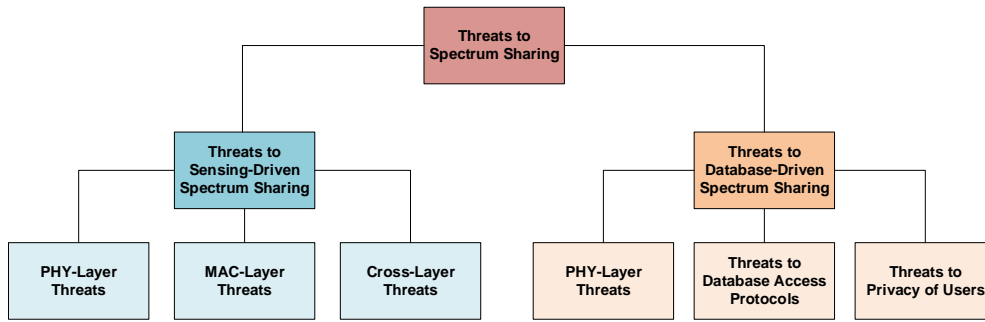 Threats to
Spectrum Sharing
Threats to
Sensing-Driven
Spectrum Sharing
Threats to
Database-Driven
Spectrum Sharing
PHY-Layer
Threats
MAC-Layer
Threats
Cross-Layer
Threats
PHY-Layer
Threats
Threats to
Database Access
Protocols
Threats to
Privacy of Users